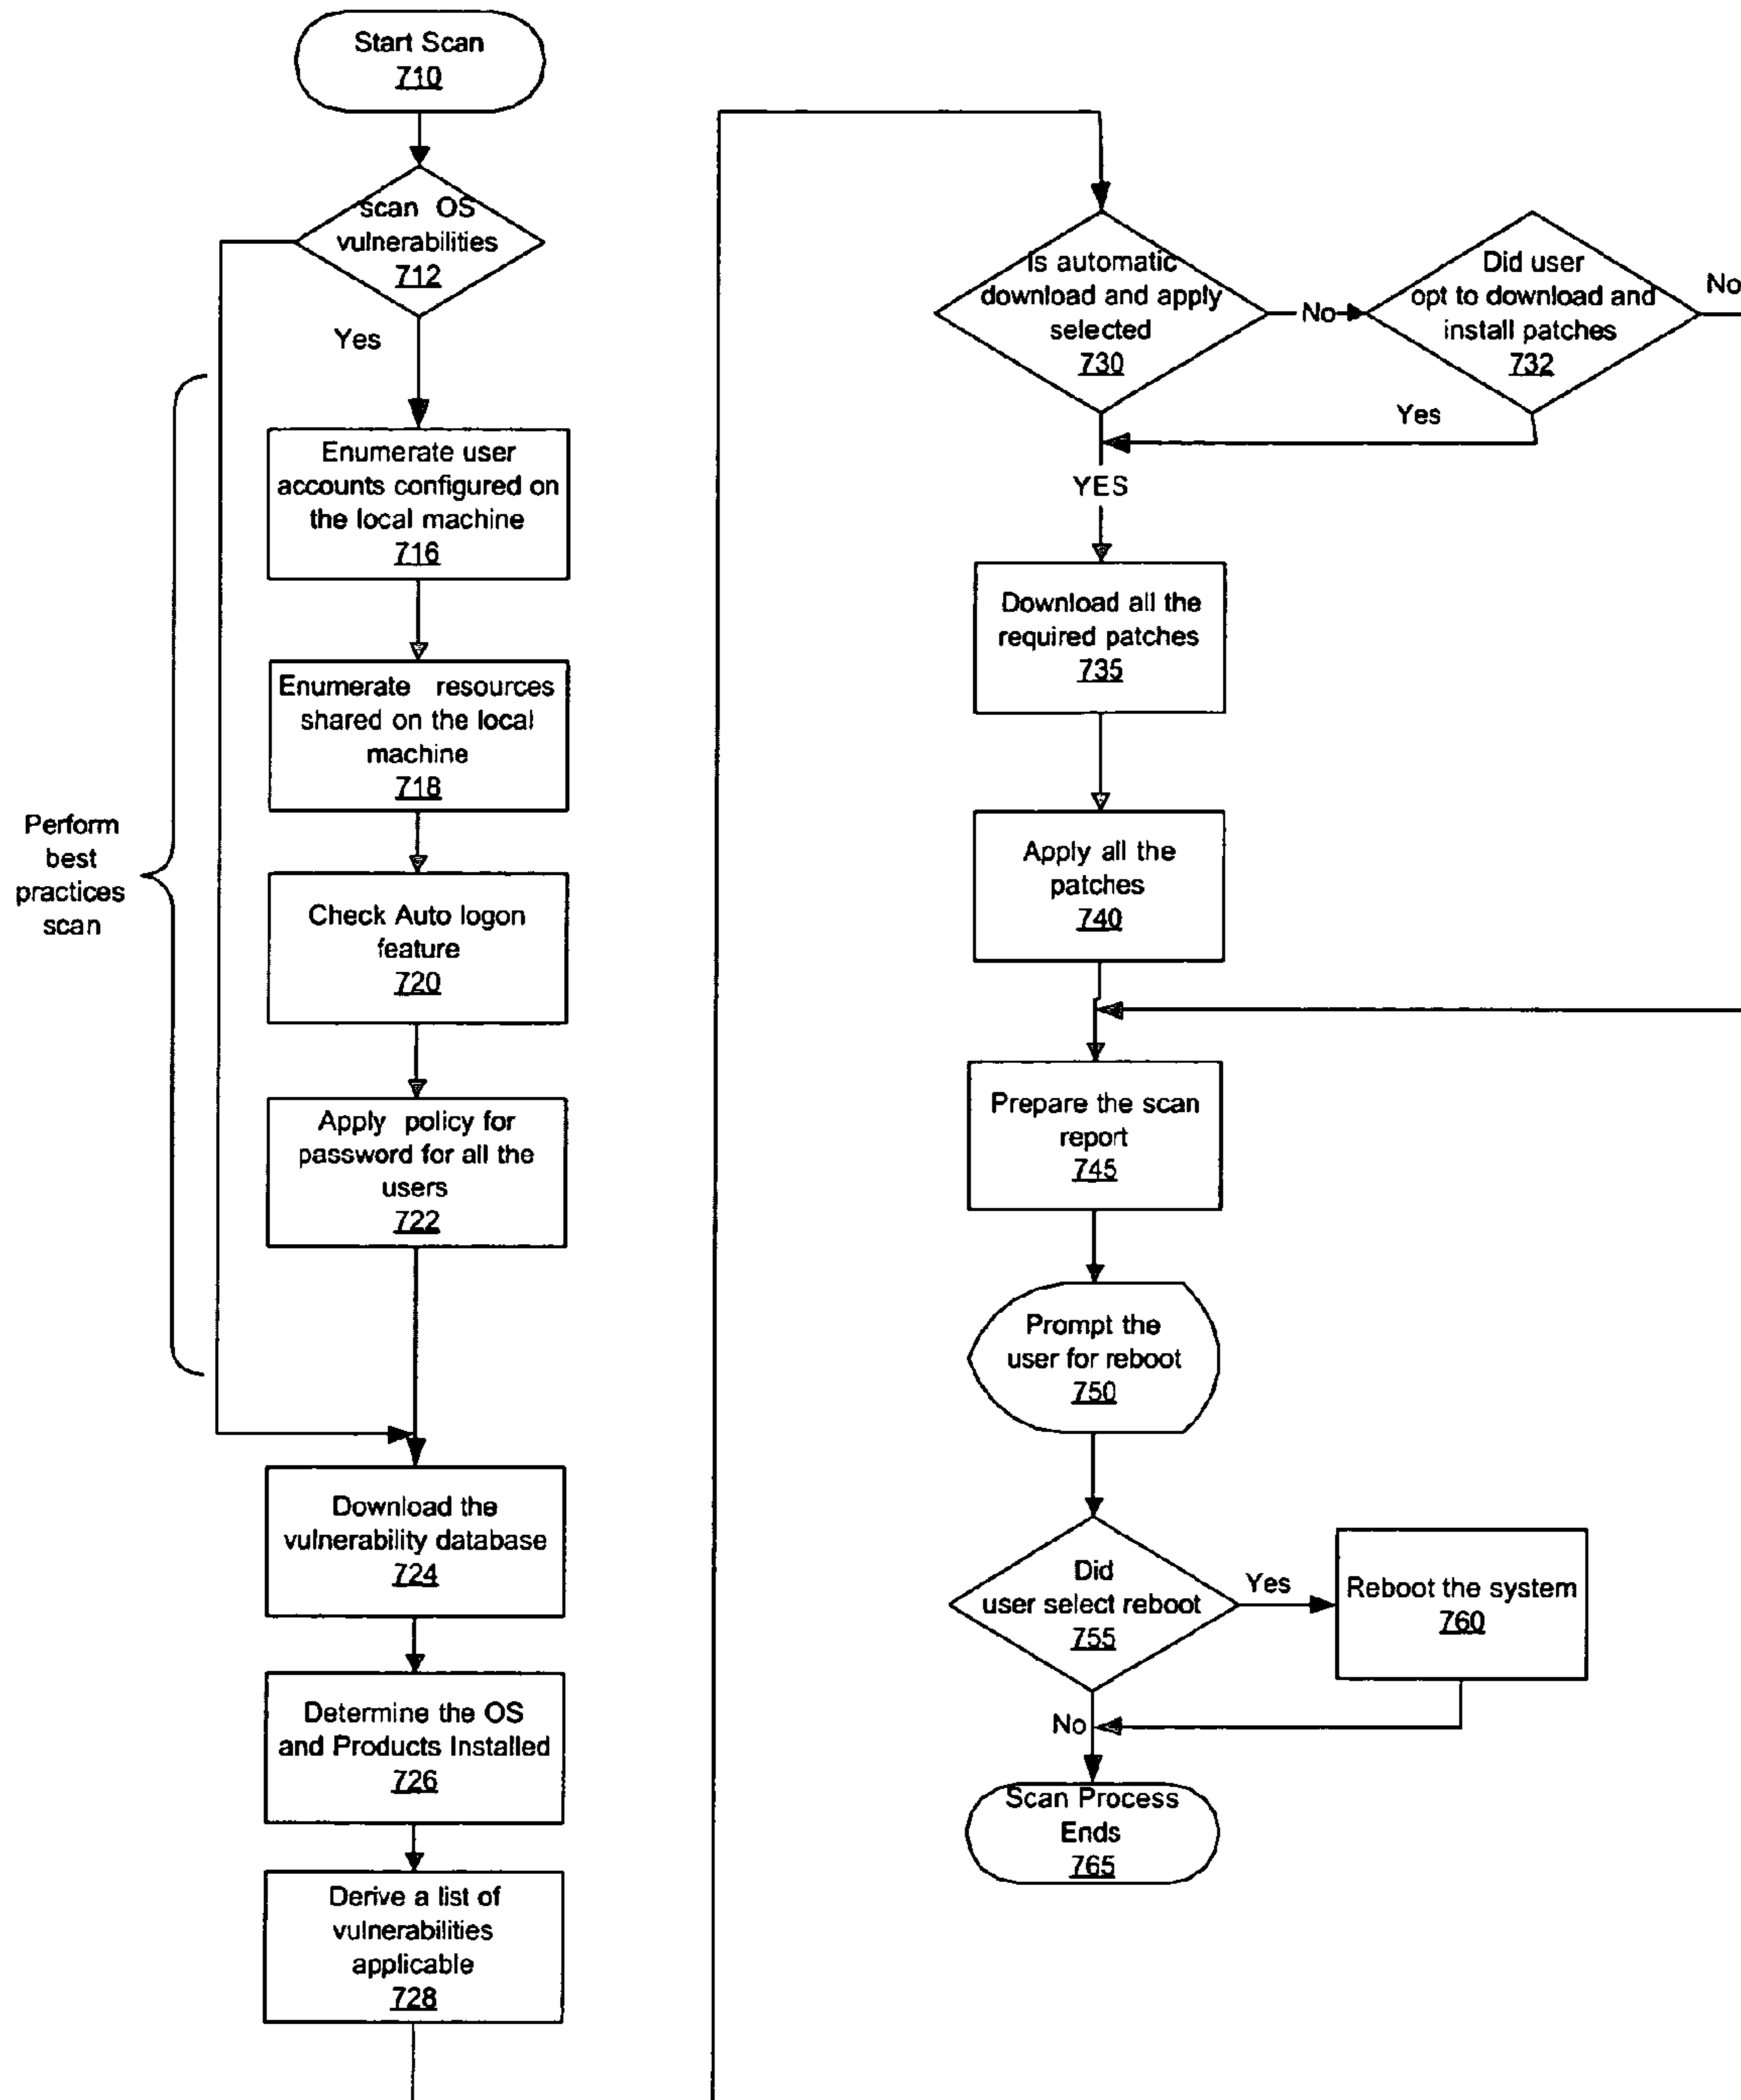 Start Scan
710
scan OS
vulnerabilities
712
Yes
Enumerate user
accounts configured on
the local machine
716
Enumerate resources
shared on the local
machine
718
Check Auto logon
feature
720
Apply policy for
password for all the
users
722
Perform
best
practices
scan
Download the
vulnerability database
724
Determine the OS
and Products Installed
726
Derive a list of
vulnerabilities
applicable
728
Is automatic
download and apply
selected
730
No
Did user
opt to download and
install patches
732
No
Yes
YES
Download all the
required patches
735
Apply all the
patches
740
Prepare the scan
report
745
Prompt the
user for reboot
750
Did
user select reboot
755
Yes
Reboot the system
760
No
Scan Process
Ends
765